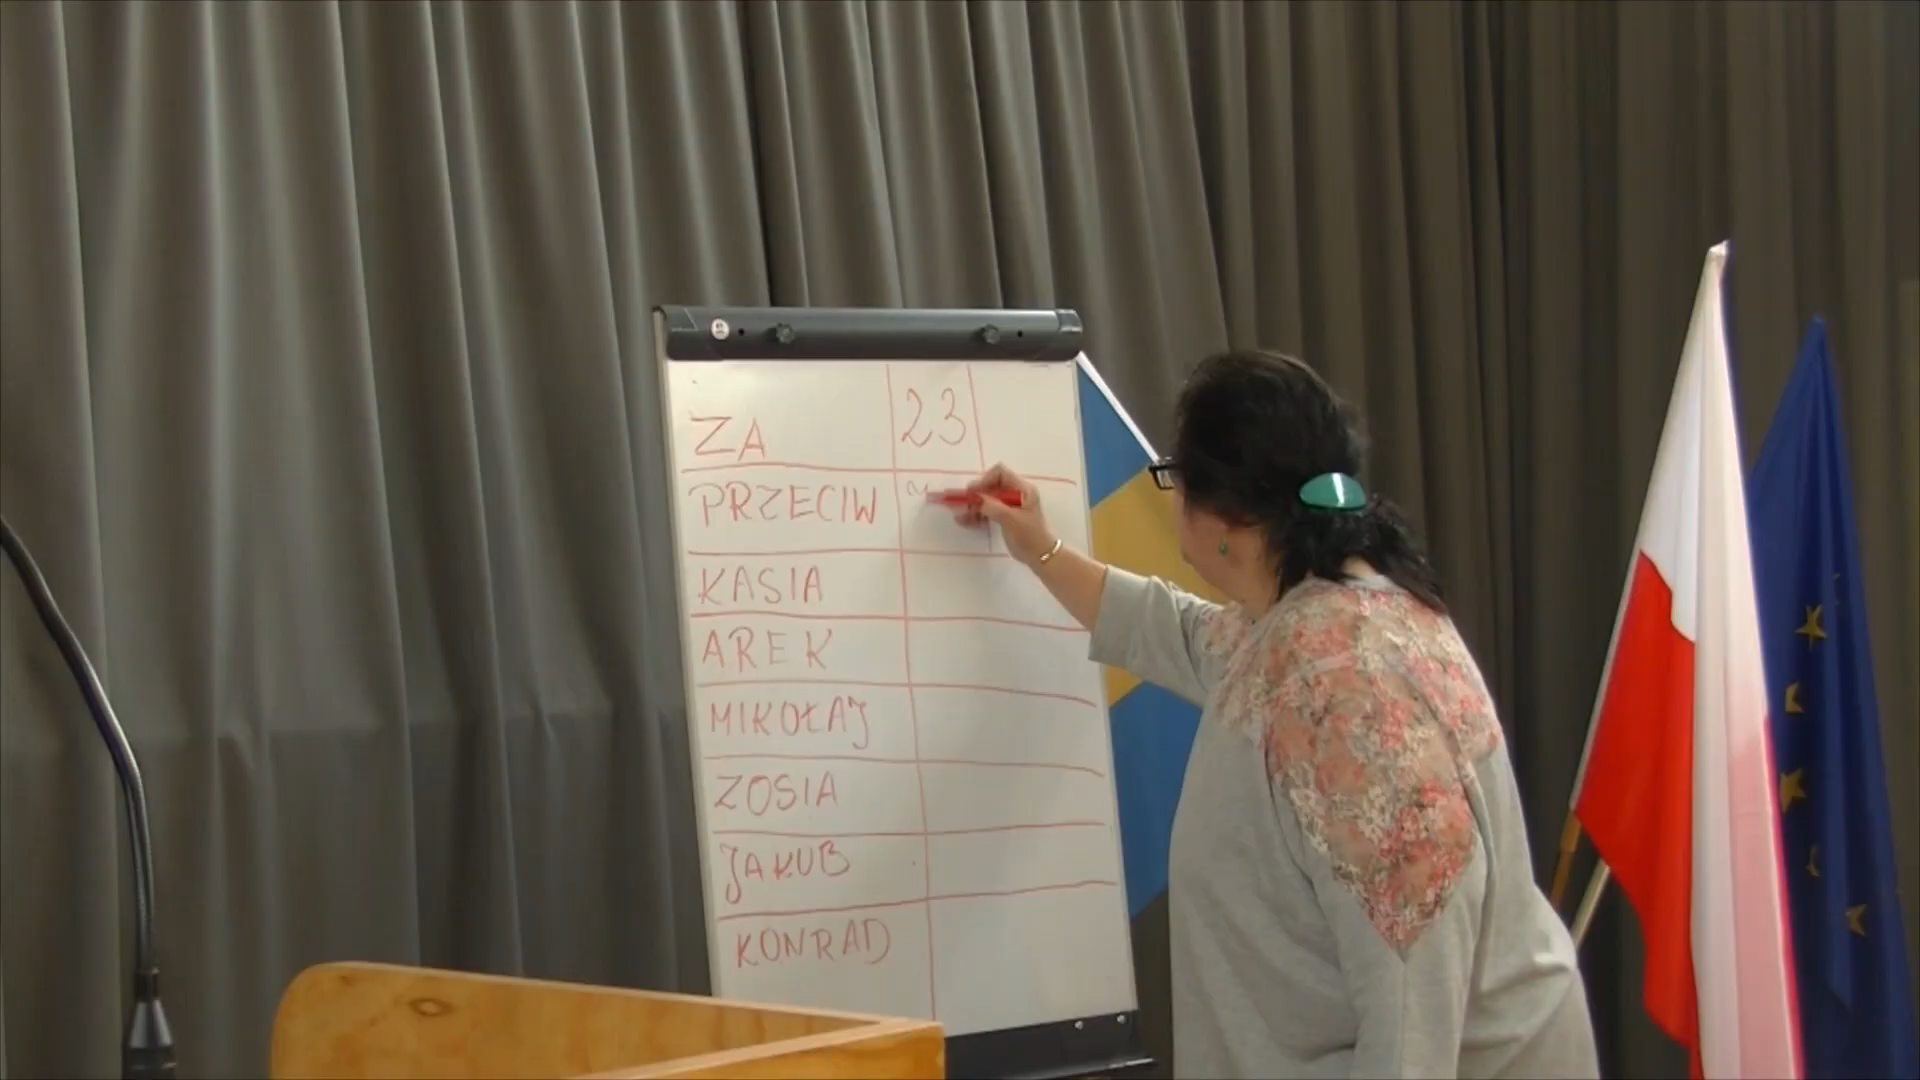 ZA 23
PRZECIW
KASIA
AREK
MIKOŁAJ
ZOSIA
JAKUB
KONRAD